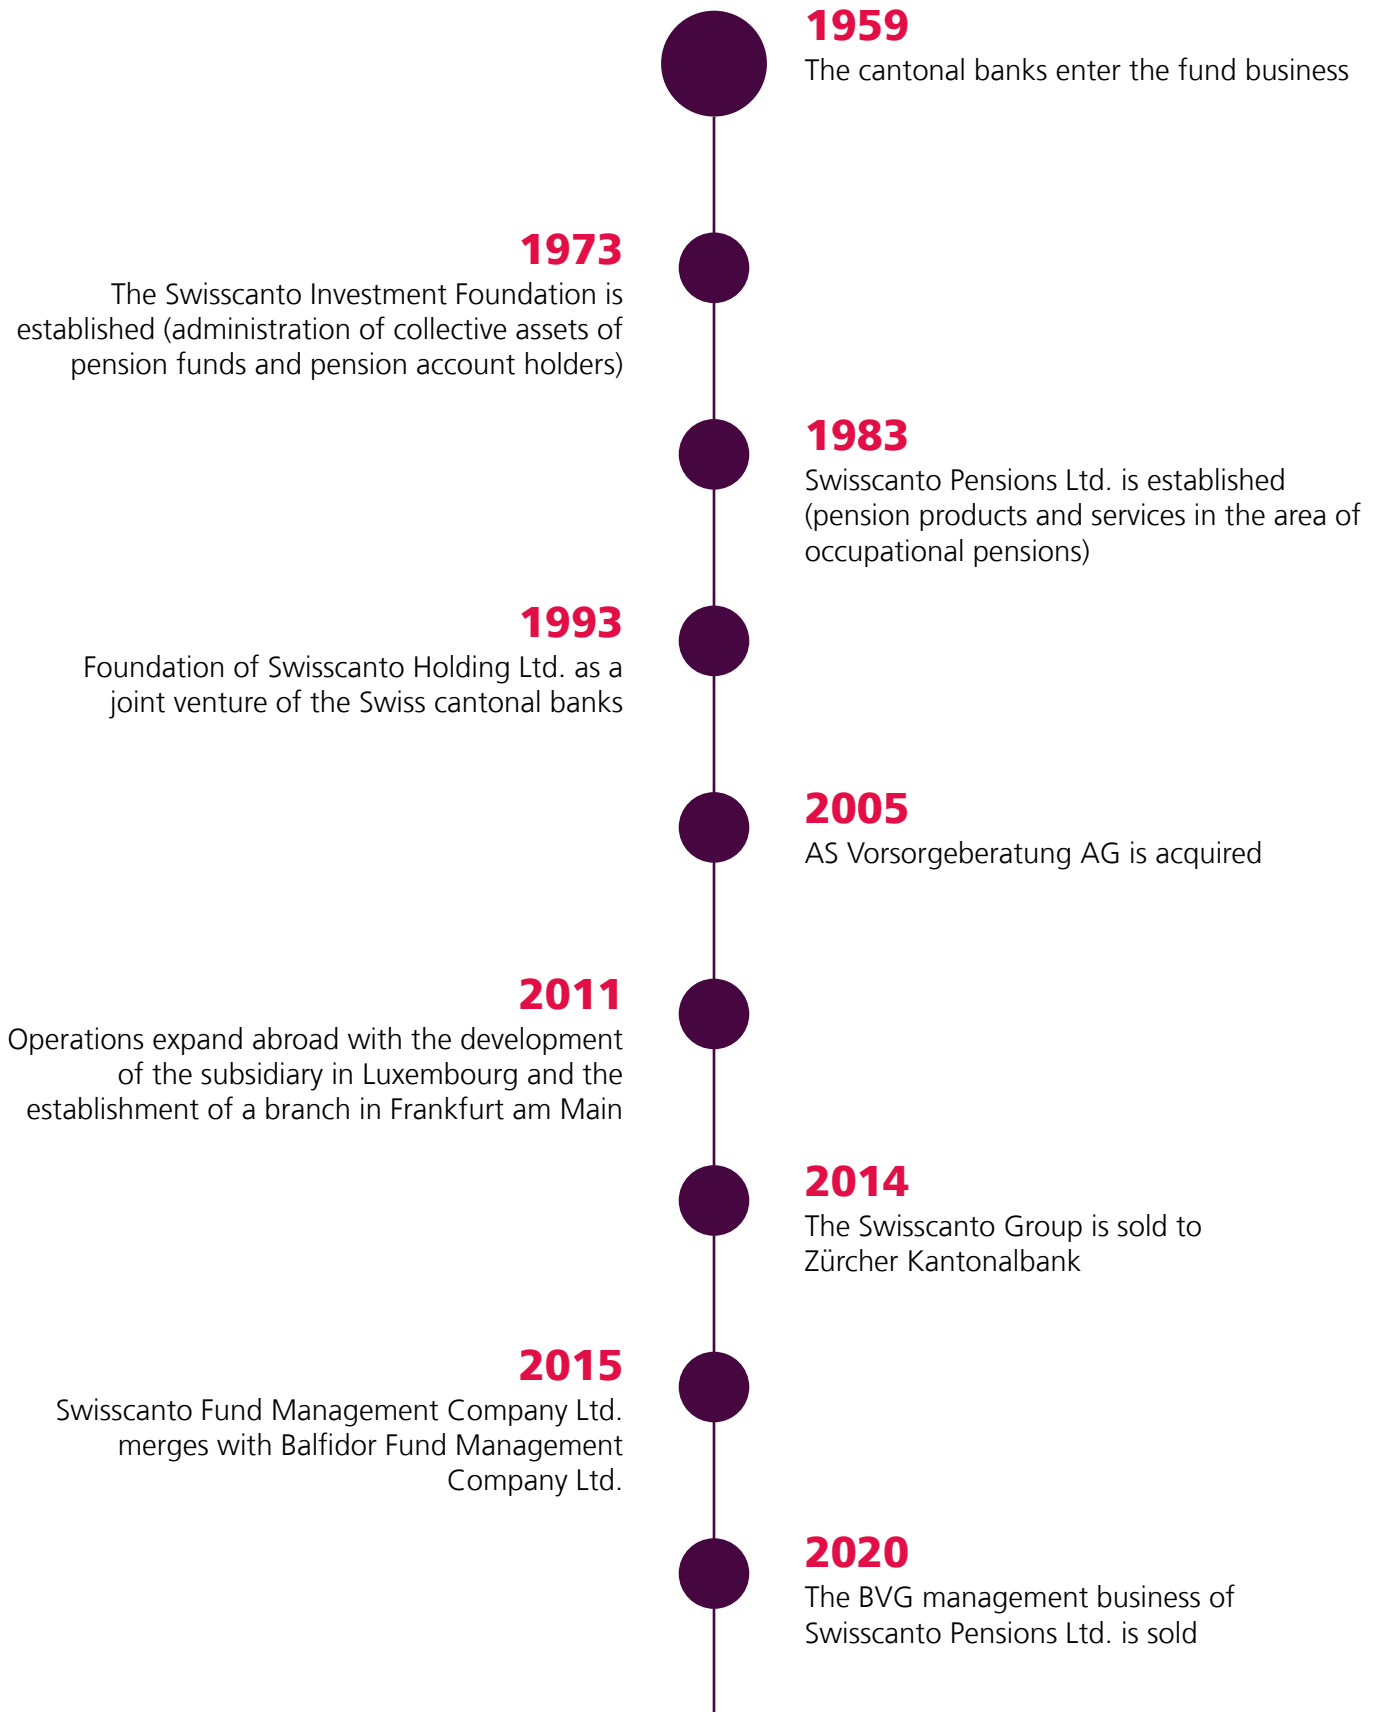 1959
The cantonal banks enter the fund business
1973
The Swisscanto Investment Foundation is
established (administration of collective assets of
pension funds and pension account holders)
1983
Swisscanto Pensions Ltd. is established
(pension products and services in the area of
occupational pensions)
1993
Foundation of Swisscanto Holding Ltd. as a
joint venture of the Swiss cantonal banks
2005
AS Vorsorgeberatung AG is acquired
2011
Operations expand abroad with the development
of the subsidiary in Luxembourg and the
establishment of a branch in Frankfurt am Main
2014
The Swisscanto Group is sold to
Zürcher Kantonalbank
2015
Swisscanto Fund Management Company Ltd.
merges with Balfidor Fund Management
Company Ltd.
2020
The BVG management business of
Swisscanto Pensions Ltd. is sold